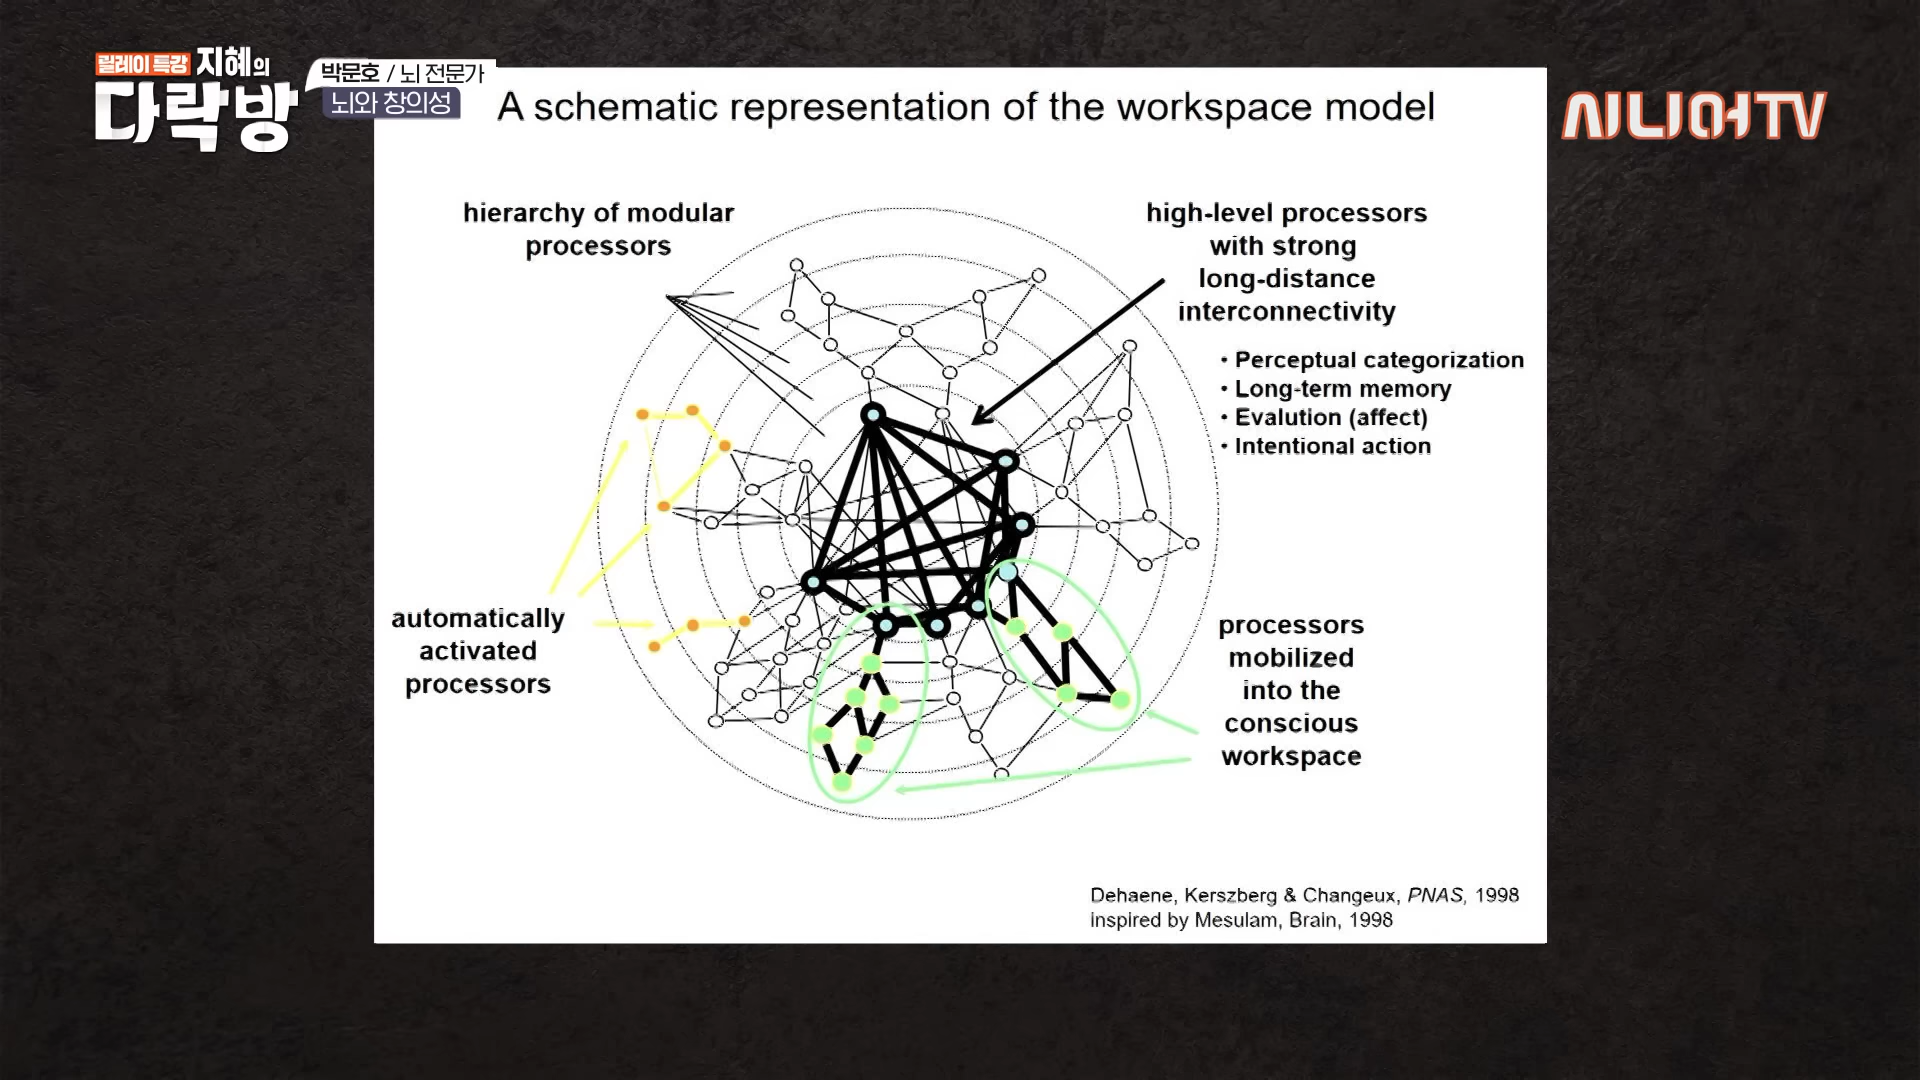 릴레이 특강 지혜의
다락방
박문호 / 뇌 전문가
뇌와 창의성
시니어TV
A schematic representation of the workspace model
hierarchy of modular
processors
high-level processors
with strong
long-distance
interconnectivity
• Perceptual categorization
• Long-term memory
• Evalution (affect)
• Intentional action
automatically
activated
processors
processors
mobilized
into the
conscious
workspace
Dehaene, Kerszberg & Changeux, PNAS, 1998
inspired by Mesulam, Brain, 1998